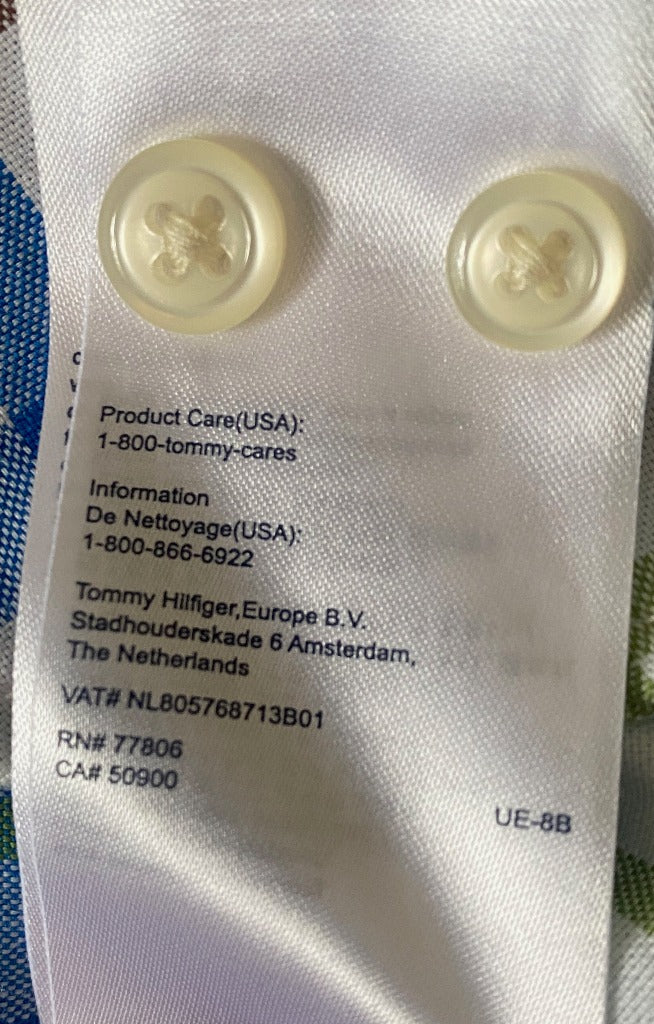 Product Care(USA):
1-800-tommy-cares
Information
De Nettoyage(USA):
1-800-866-6922
Tommy Hilfiger,Europe B.V.
Stadhouderskade 6 Amsterdam,
The Netherlands
VAT# NL805768713B01
RN# 77806
CA# 50900
UE-8B